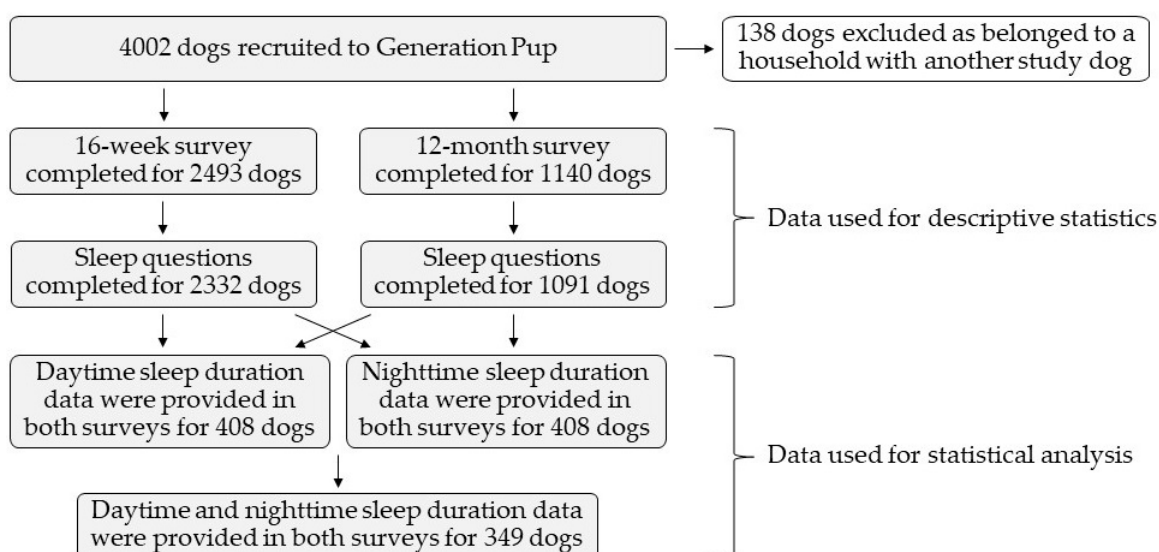 4002 dogs recruited to Generation Pup
138 dogs excluded as belonged to a
household with another study dog
16-week survey
completed for 2493 dogs
12-month survey
completed for 1140 dogs
Data used for descriptive statistics
Sleep questions
completed for 2332 dogs
Sleep questions
completed for 1091 dogs
Daytime sleep duration
data were provided in
both surveys for 408 dogs
Nighttime sleep duration
data were provided in
both surveys for 408 dogs
Data used for statistical analysis
Daytime and nighttime sleep duration data
were provided in both surveys for 349 dogs